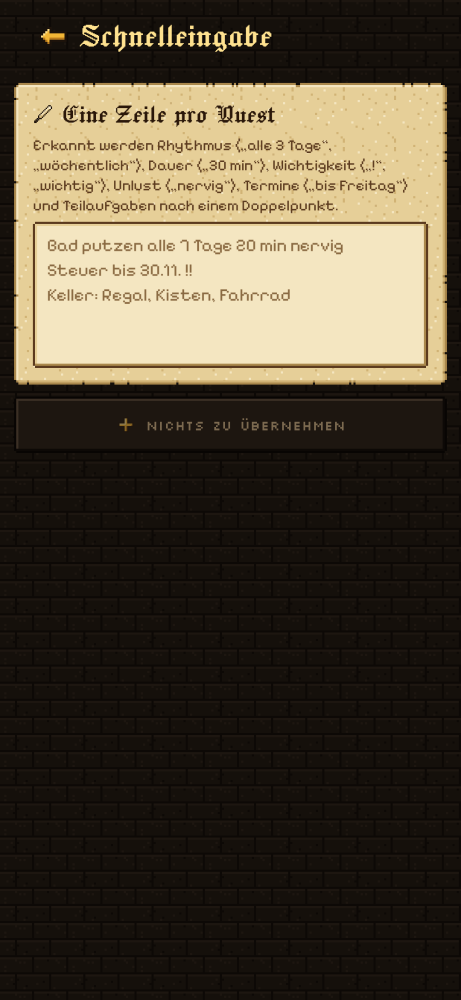 Schnelleingabe
Eine Zeile pro Quest
Erkannt werden Rhythmus („alle 3 Tage“,
„wöchentlich“), Dauer („30 min“), Wichtigkeit („!“,
„wichtig“), Unlust („nervig“), Termine („bis Freitag“)
und Teilaufgaben nach einem Doppelpunkt.
Bad putzen alle 7 Tage 20 min nervig
Steuer bis 30.11. !!
Keller: Regal, Kisten, Fahrrad
+ NICHTS ZU ÜBERNEHMEN